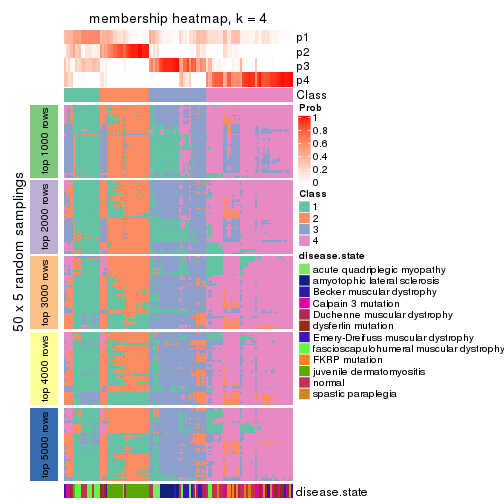 membership heatmap, k = 4
p1
p2
p3
p4
Class
50 x 5 random samplings
top 1000 rows
top 2000 rows
top 3000 rows
top 4000 rows
top 5000 rows
Prob
1
0.8
0.6
0.4
0.2
0
Class
1
2
3
4
disease.state
acute quadriplegic myopathy
amyotrophic lateral sclerosis
Becker muscular dystrophy
Calpain 3 mutation
Duchenne muscular dystrophy
dysferlin mutation
Emery-Dreifuss muscular dystrophy
fascioscapulohumeral muscular dystrophy
FKRP mutation
juvenile dermatomyositis
normal
spastic paraplegia
disease.state